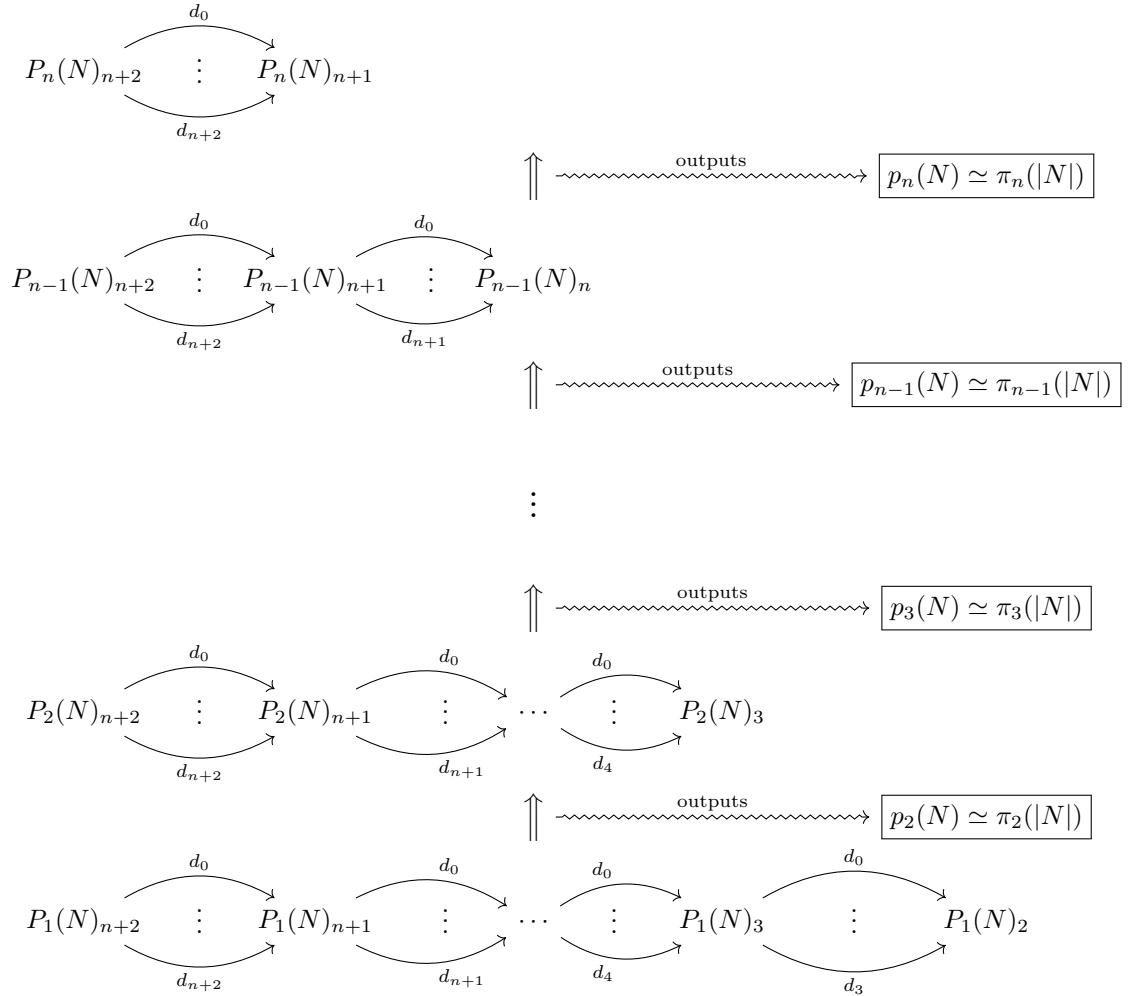 d_0 
P_n(N)_{n+2} ⋮ P_n(N)_{n+1}
d_{n+2}
⇑ outputs p_n(N) ≃ π_n(|N|)
d_0 d_0
P_{n−1}(N)_{n+2} ⋮ P_{n−1}(N)_{n+1} ⋮ P_{n−1}(N)_n
d_{n+2} d_{n+1}
⇑ outputs p_{n−1}(N) ≃ π_{n−1}(|N|)
⋮
⇑ outputs p_3(N) ≃ π_3(|N|)
d_0 d_0 d_0
P_2(N)_{n+2} ⋮ P_2(N)_{n+1} ⋮ ⋯ ⋮ P_2(N)_3
d_{n+2} d_{n+1} d_4
⇑ outputs p_2(N) ≃ π_2(|N|)
d_0 d_0 d_0 d_0
P_1(N)_{n+2} ⋮ P_1(N)_{n+1} ⋮ ⋯ ⋮ P_1(N)_3 ⋮ P_1(N)_2
d_{n+2} d_{n+1} d_4 d_3